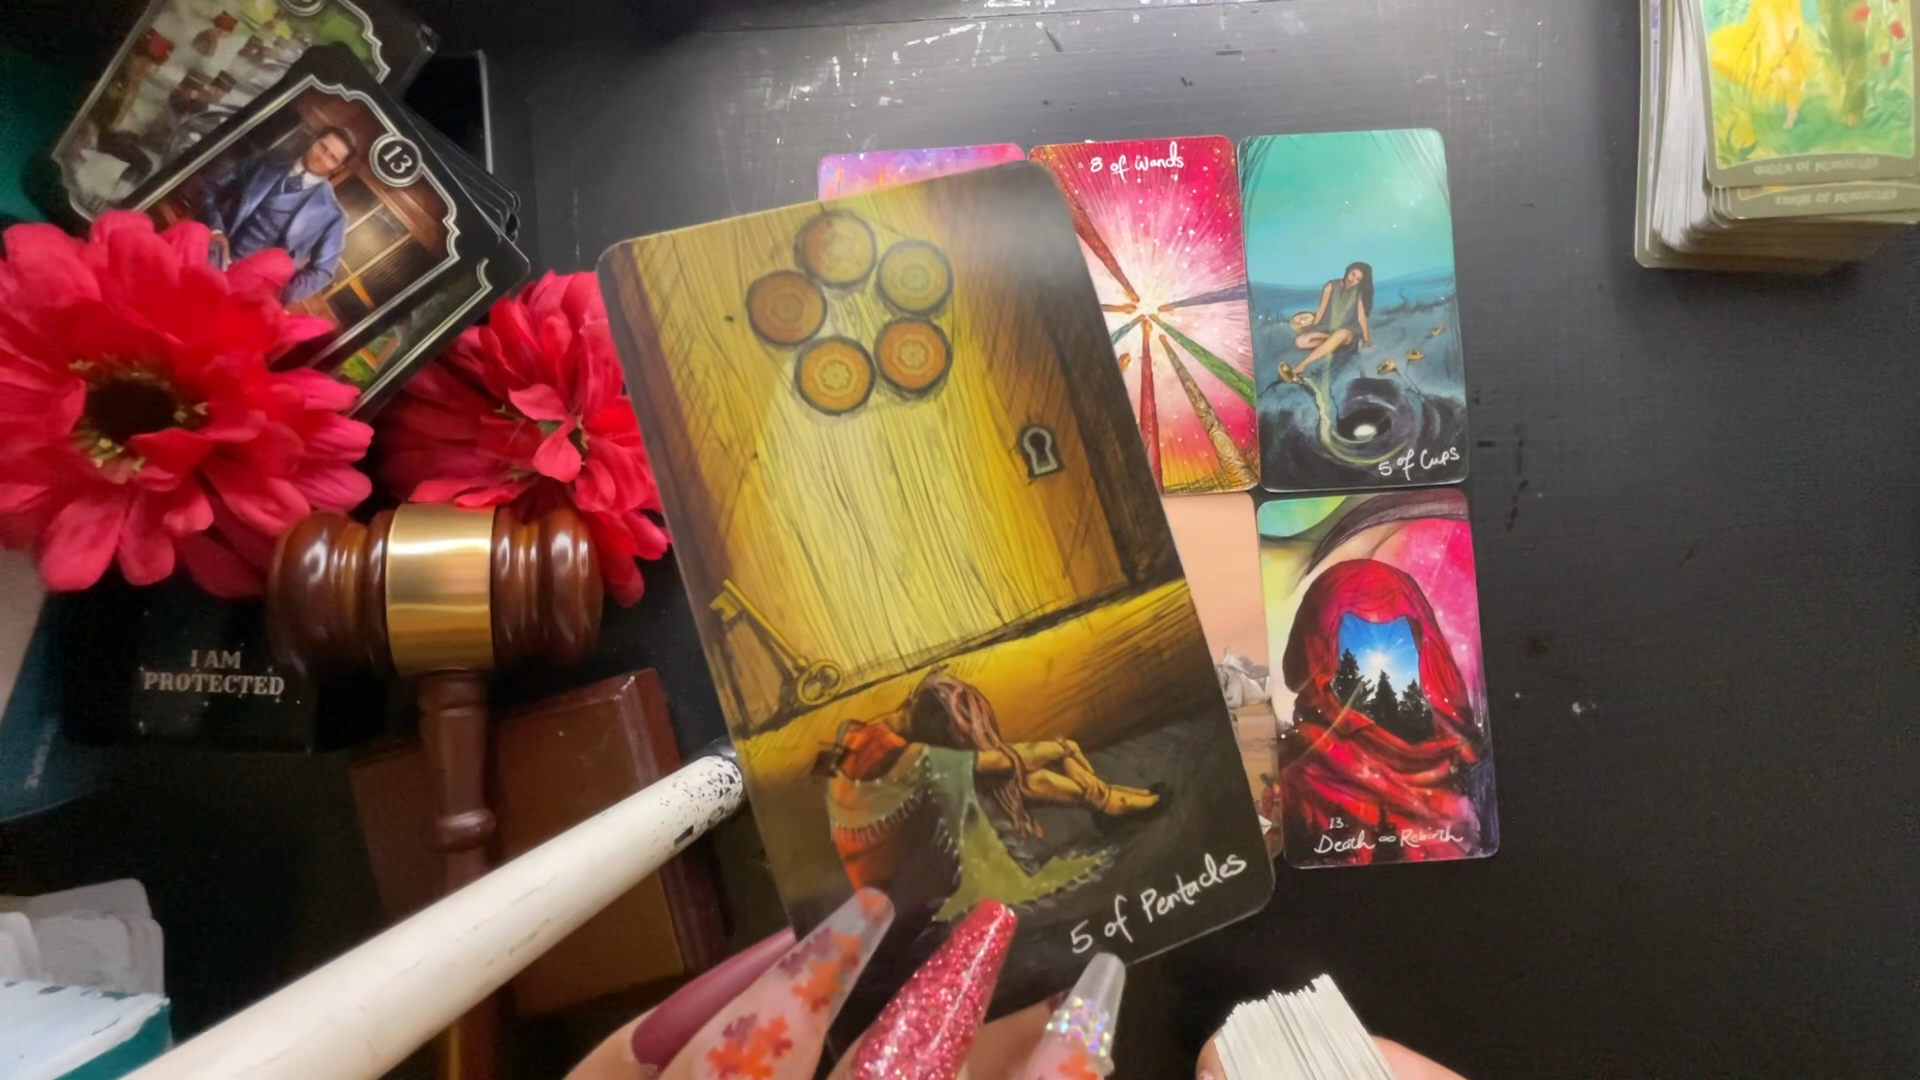 13
8 of Wands
5 of Cups
I AM
PROTECTED
13.
Death ∞ Rebirth
5 of Pentacles